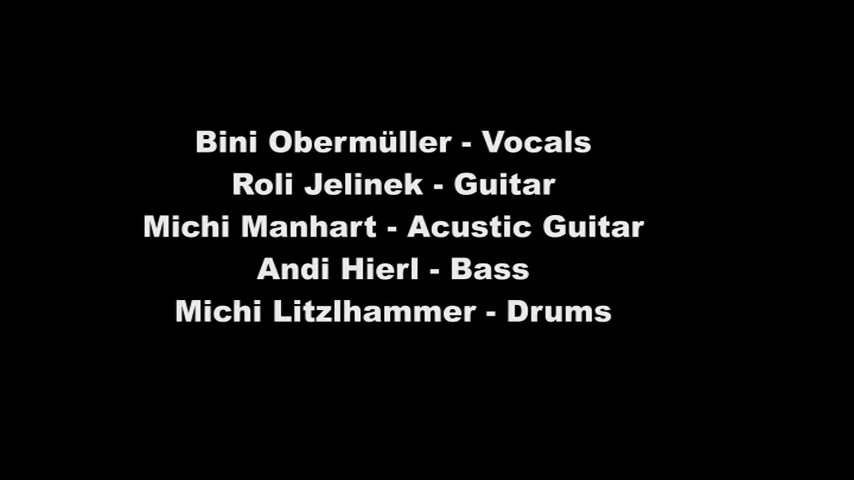 Bini Obermüller - Vocals
Roli Jelinek - Guitar
Michi Manhart - Acustic Guitar
Andi Hierl - Bass
Michi Litzlhammer - Drums